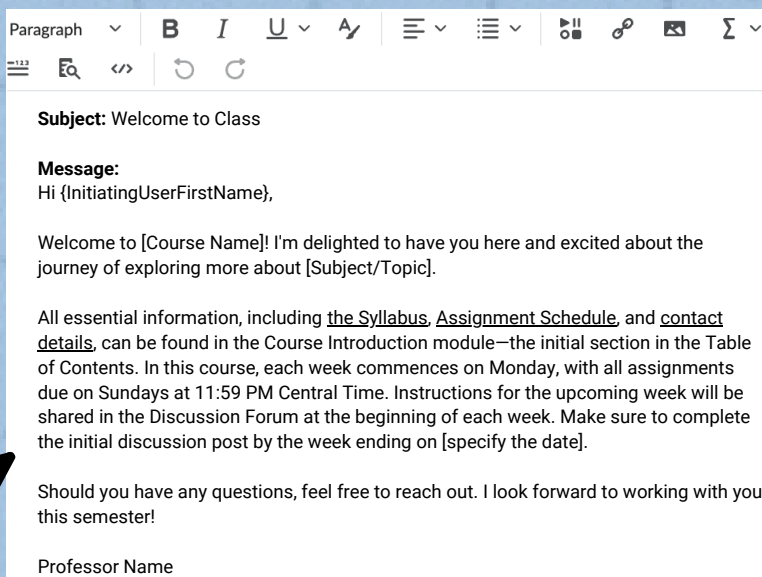 Paragraph B I U A
123 </> Σ
Subject: Welcome to Class
Message:
Hi {InitiatingUserFirstName},
Welcome to [Course Name]! I'm delighted to have you here and excited about the
journey of exploring more about [Subject/Topic].
All essential information, including the Syllabus, Assignment Schedule, and contact
details, can be found in the Course Introduction module—the initial section in the Table
of Contents. In this course, each week commences on Monday, with all assignments
due on Sundays at 11:59 PM Central Time. Instructions for the upcoming week will be
shared in the Discussion Forum at the beginning of each week. Make sure to complete
the initial discussion post by the week ending on [specify the date].
Should you have any questions, feel free to reach out. I look forward to working with you
this semester!
Professor Name